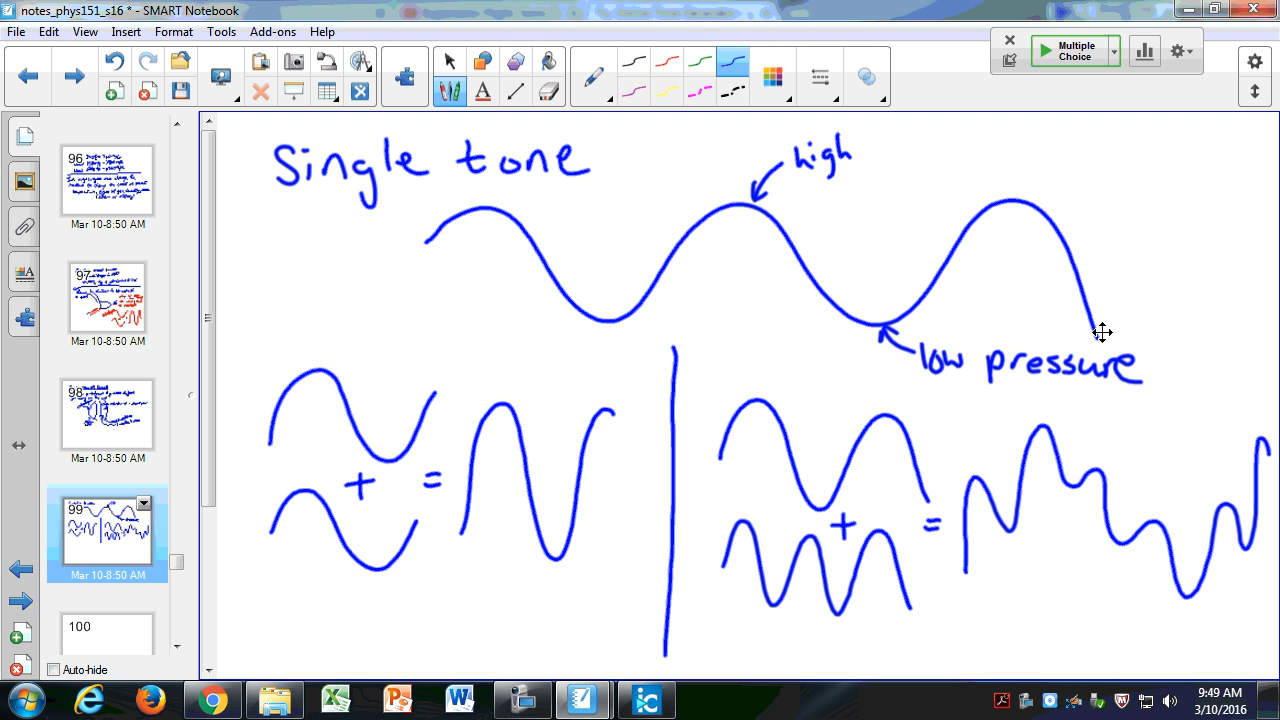 notes_phys151_s16 * - SMART Notebook
File Edit View Insert Format Tools Add-ons Help
Multiple
Choice
96
Mar 10-8:50 AM
97
Mar 10-8:50 AM
98
Mar 10-8:50 AM
99
Mar 10-8:50 AM
100
Auto-hide
Single tone
high
low pressure
+ =
+ =
9:49 AM
3/10/2016